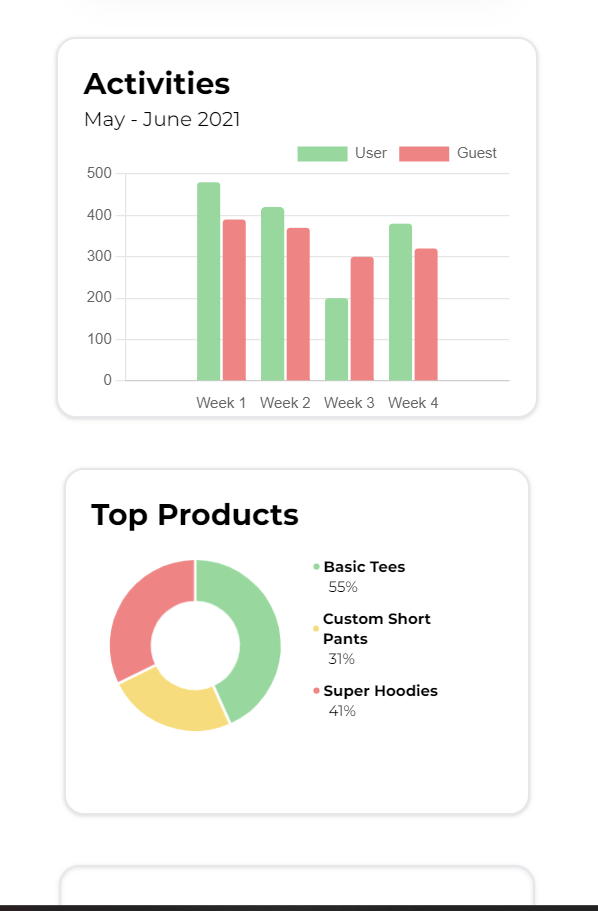 Activities
May - June 2021
User Guest
500
400
300
200
100
0
Week 1 Week 2 Week 3 Week 4
Top Products
Basic Tees
55%
Custom Short
Pants
31%
Super Hoodies
41%